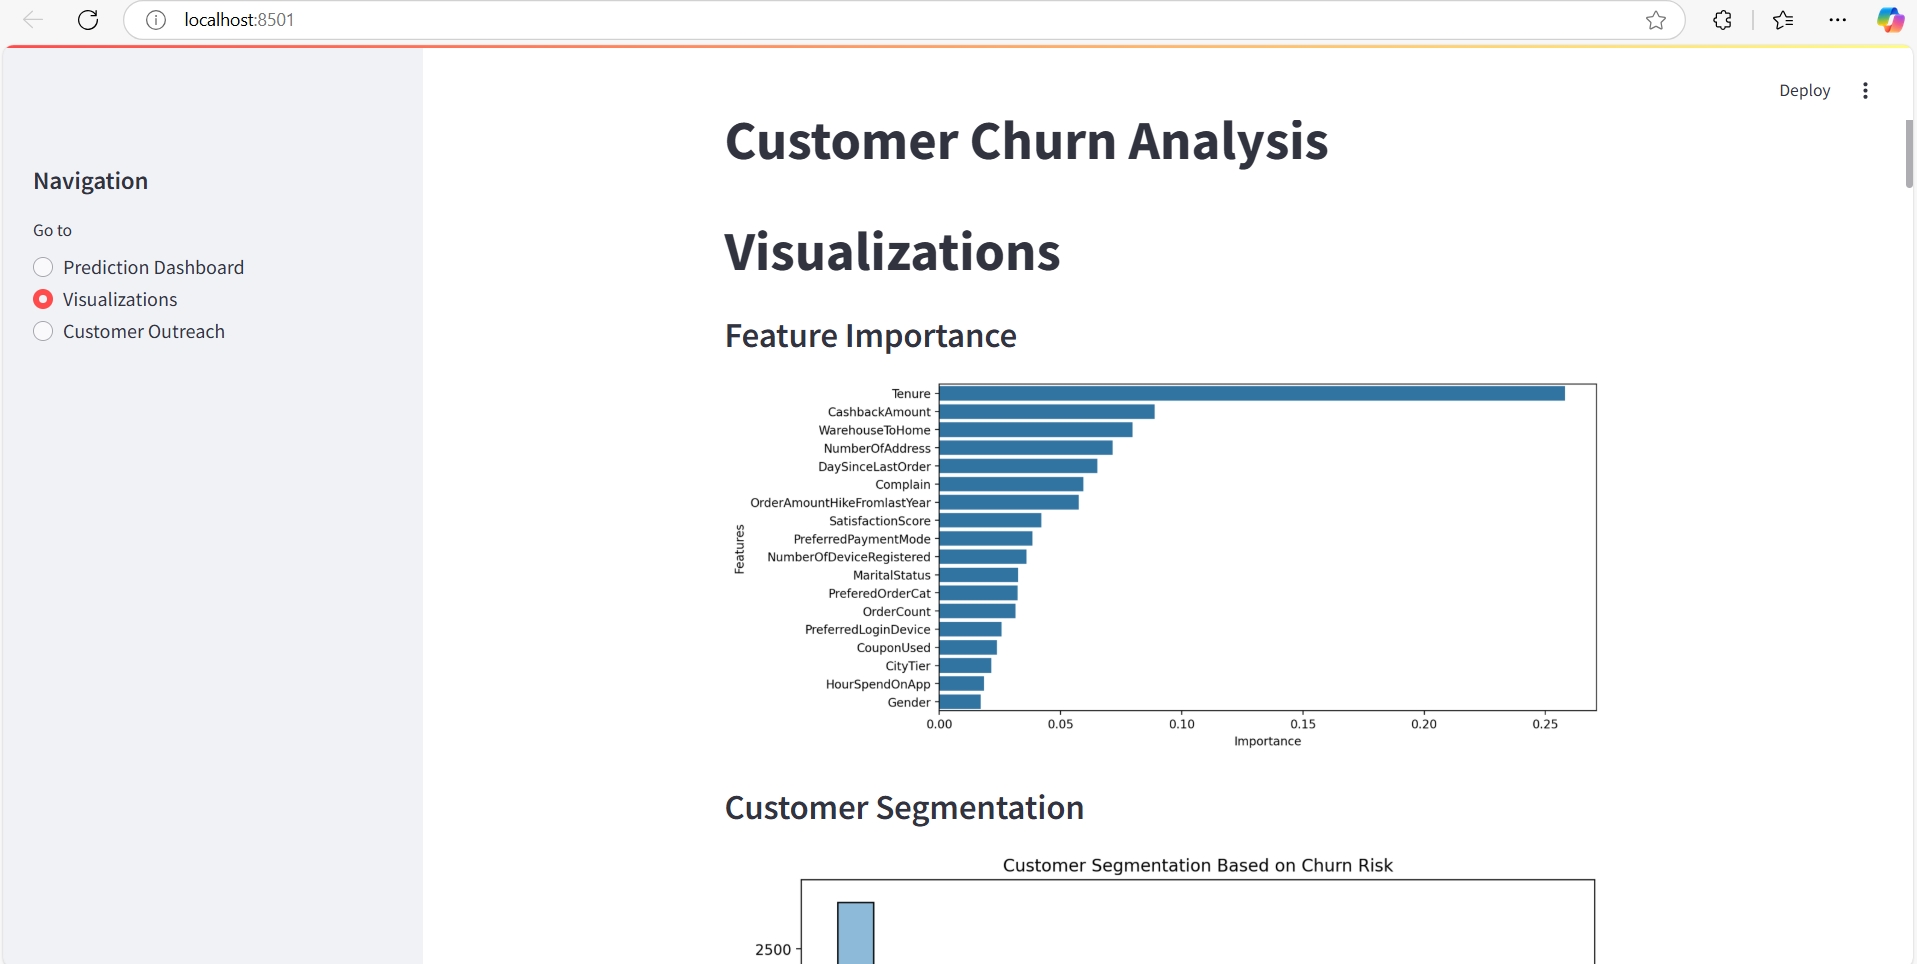 localhost:8501
Deploy
Navigation
Go to
Prediction Dashboard
Visualizations
Customer Outreach
Customer Churn Analysis
Visualizations
Feature Importance
Features
Tenure
CashbackAmount
WarehouseToHome
NumberOfAddress
DaySinceLastOrder
Complain
OrderAmountHikeFromlastYear
SatisfactionScore
PreferredPaymentMode
NumberOfDeviceRegistered
MaritalStatus
PreferedOrderCat
OrderCount
PreferredLoginDevice
CouponUsed
CityTier
HourSpendOnApp
Gender
0.00 0.05 0.10 0.15 0.20 0.25
Importance
Customer Segmentation
Customer Segmentation Based on Churn Risk
2500